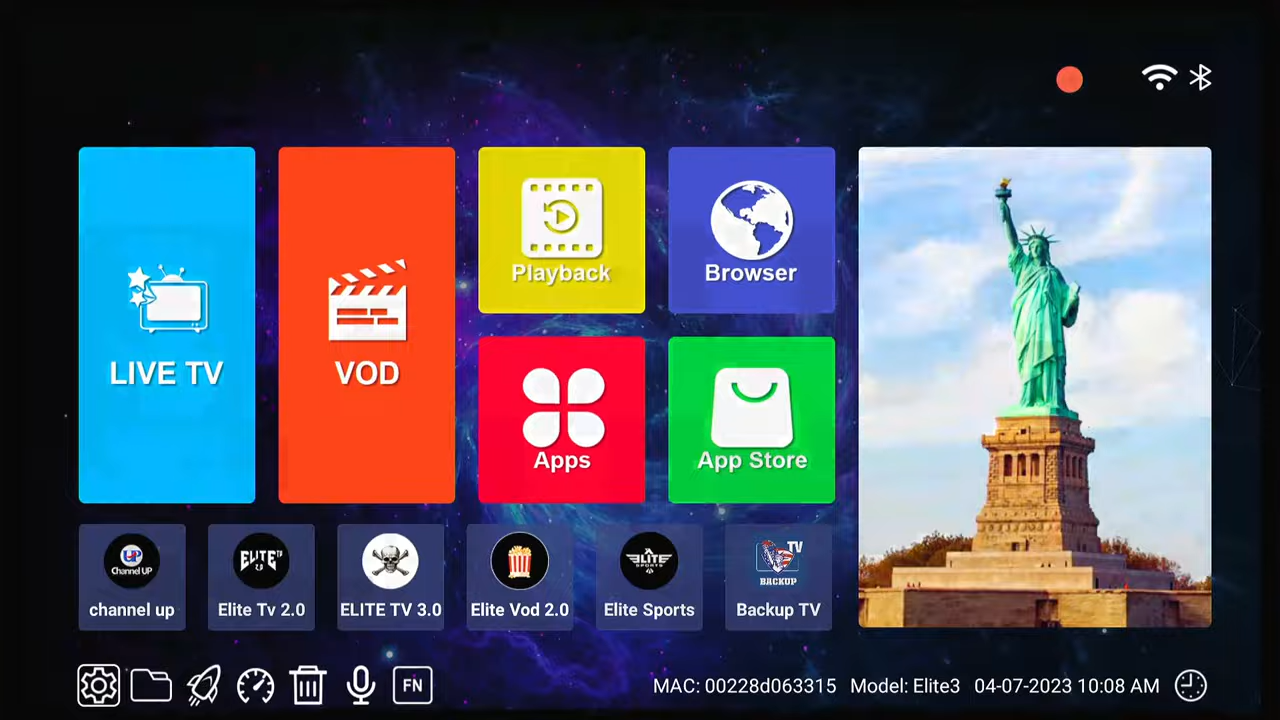 LIVE TV
VOD
Playback
Browser
Apps
App Store
UP
Channel UP
channel up
ELITE TV
Elite Tv 2.0
ELITE TV 3.0
Elite Vod 2.0
ELITE
SPORTS
Elite Sports
TV
BACKUP
Backup TV
FN
MAC: 00228d063315 Model: Elite3 04-07-2023 10:08 AM